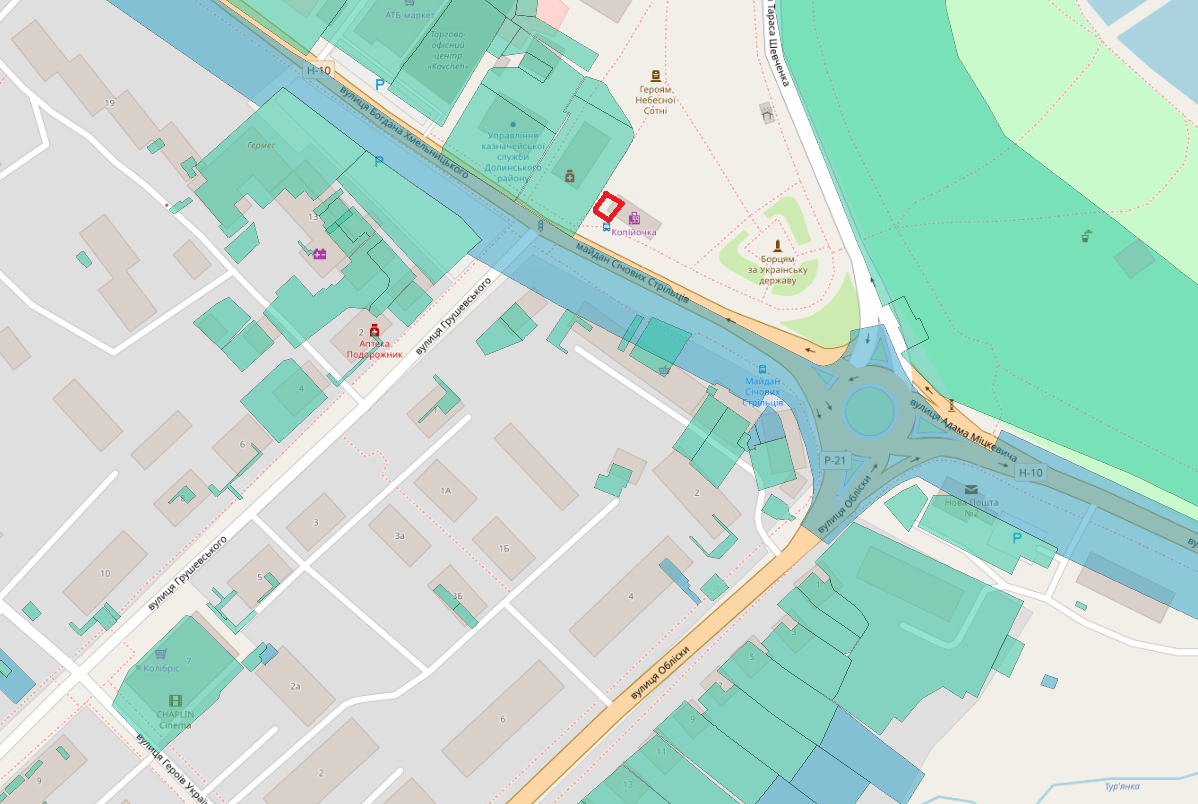 АТБ-маркет
Торгово-
офісний
центр
«Kovcheh»
Н-10
Р
вулиця Богдана Хмельницького
19
Гермес
Р
Управління
казначейської
служби
Долинського
району
Героям
Небесної
Сотні
Тараса Шевченка
Копійочка
майдан Січових Стрільців
Борцям
за Українську
державу
13
2
Аптека
Подорожник
вулиця Грушевського
4
6
Майдан
Січових
Стрільців
вулиця Адама Міцкевича
Р-21
Н-10
вулиця Обліски
Нова Пошта
№2
Р
1А
2
3
3а
1Б
10
вулиця Грушевського
5
3Б
4
1
3
5
Колібріс
7
CHAPLIN
Cinema
2а
6
вулиця Обліски
9
11
13
2
9
вулиця Героїв Украї
Тур'янка